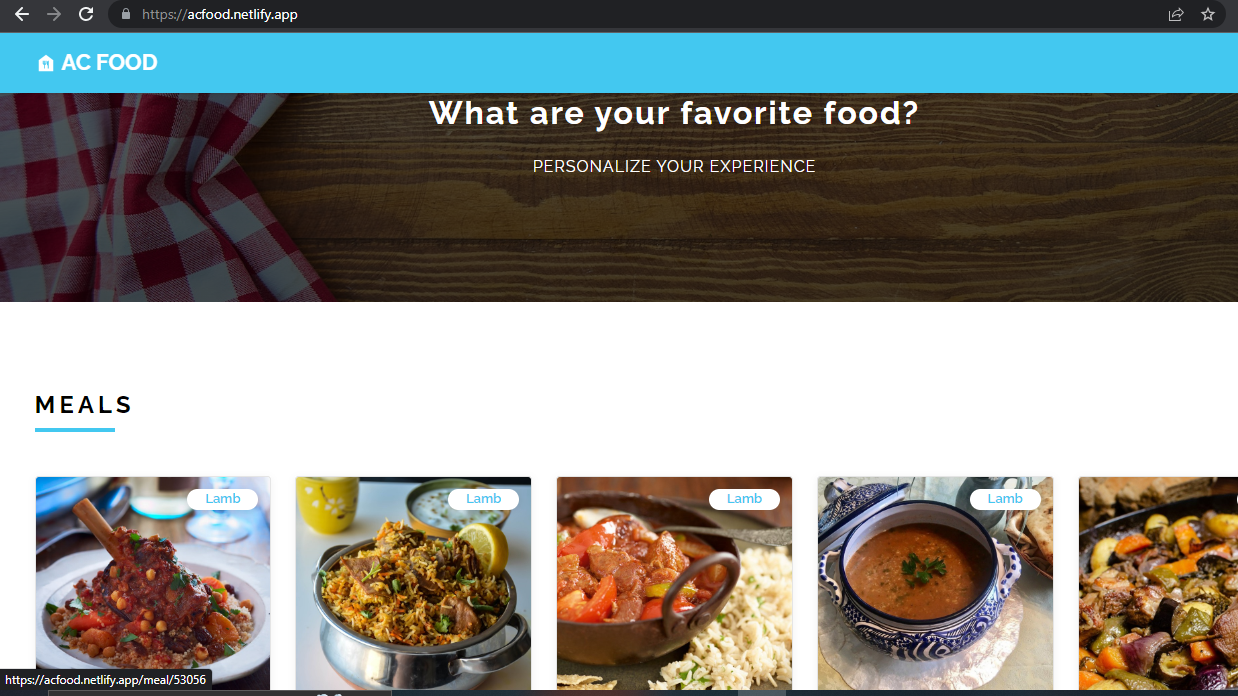 https://acfood.netlify.app
AC FOOD
What are your favorite food?
PERSONALIZE YOUR EXPERIENCE
MEALS
Lamb
Lamb
Lamb
Lamb
https://acfood.netlify.app/meal/53056